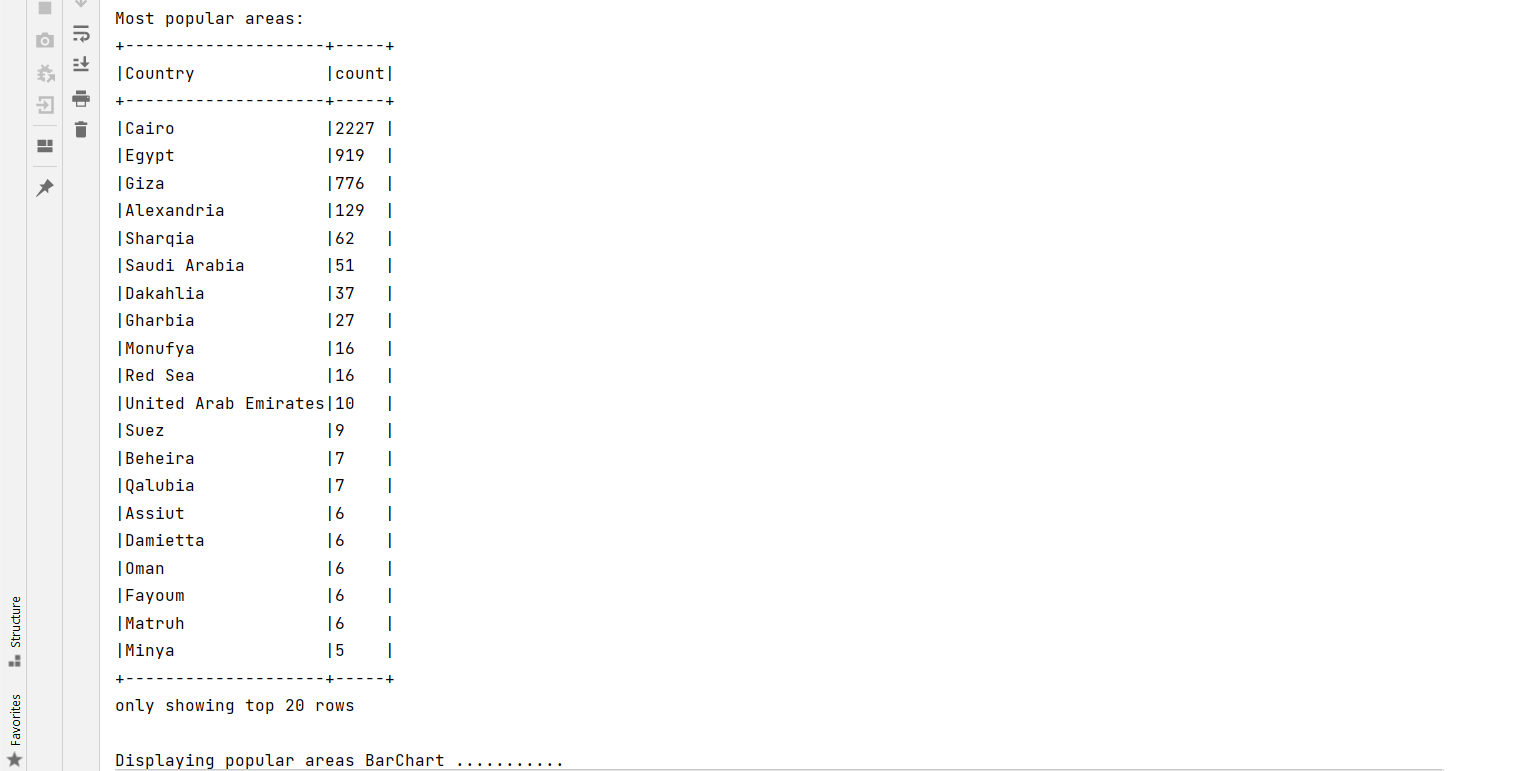 Most popular areas:
+--------------------+-----+
|Country             |count|
+--------------------+-----+
|Cairo               |2227 |
|Egypt               |919  |
|Giza                |776  |
|Alexandria          |129  |
|Sharqia             |62   |
|Saudi Arabia        |51   |
|Dakahlia            |37   |
|Gharbia             |27   |
|Monufya             |16   |
|Red Sea             |16   |
|United Arab Emirates|10   |
|Suez                |9    |
|Beheira             |7    |
|Qalubia             |7    |
|Assiut              |6    |
|Damietta            |6    |
|Oman                |6    |
|Fayoum              |6    |
|Matruh              |6    |
|Minya               |5    |
+--------------------+-----+
only showing top 20 rows
Displaying popular areas BarChart ...........
Structure
Favorites